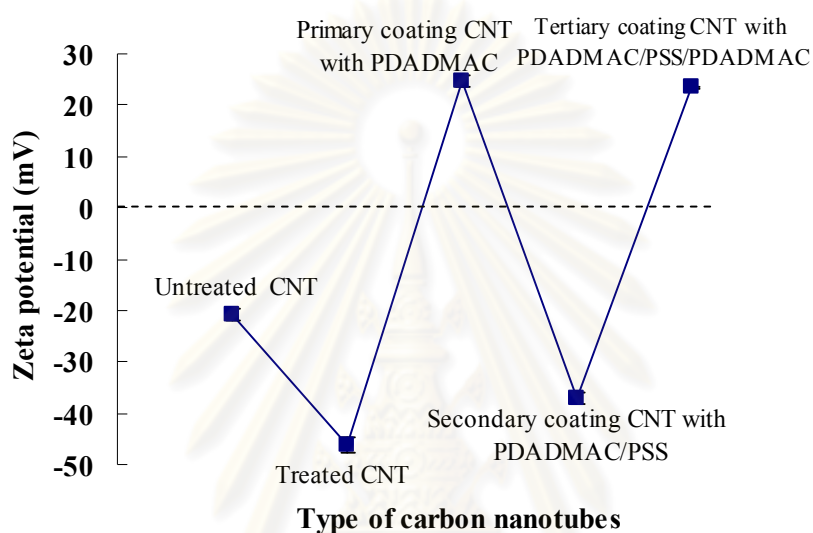 Primary coating CNT
with PDADMAC
Tertiary coating CNT with
PDADMAC/PSS/PDADMAC
30
20
10
0
-10
-20
-30
-40
-50
Zeta potential (mV)
Untreated CNT
Treated CNT
Secondary coating CNT with
PDADMAC/PSS
Type of carbon nanotubes